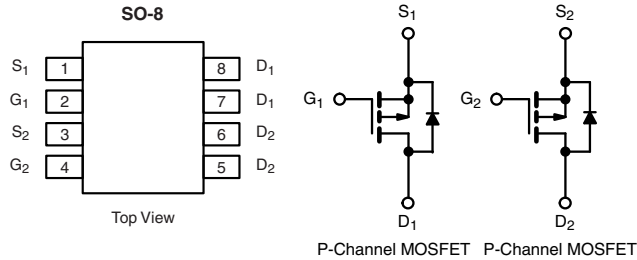 SO-8
S1 1 8 D1
G1 2 7 D1
S2 3 6 D2
G2 4 5 D2
Top View
S1 S2
G1 G2
D1 D2
P-Channel MOSFET P-Channel MOSFET